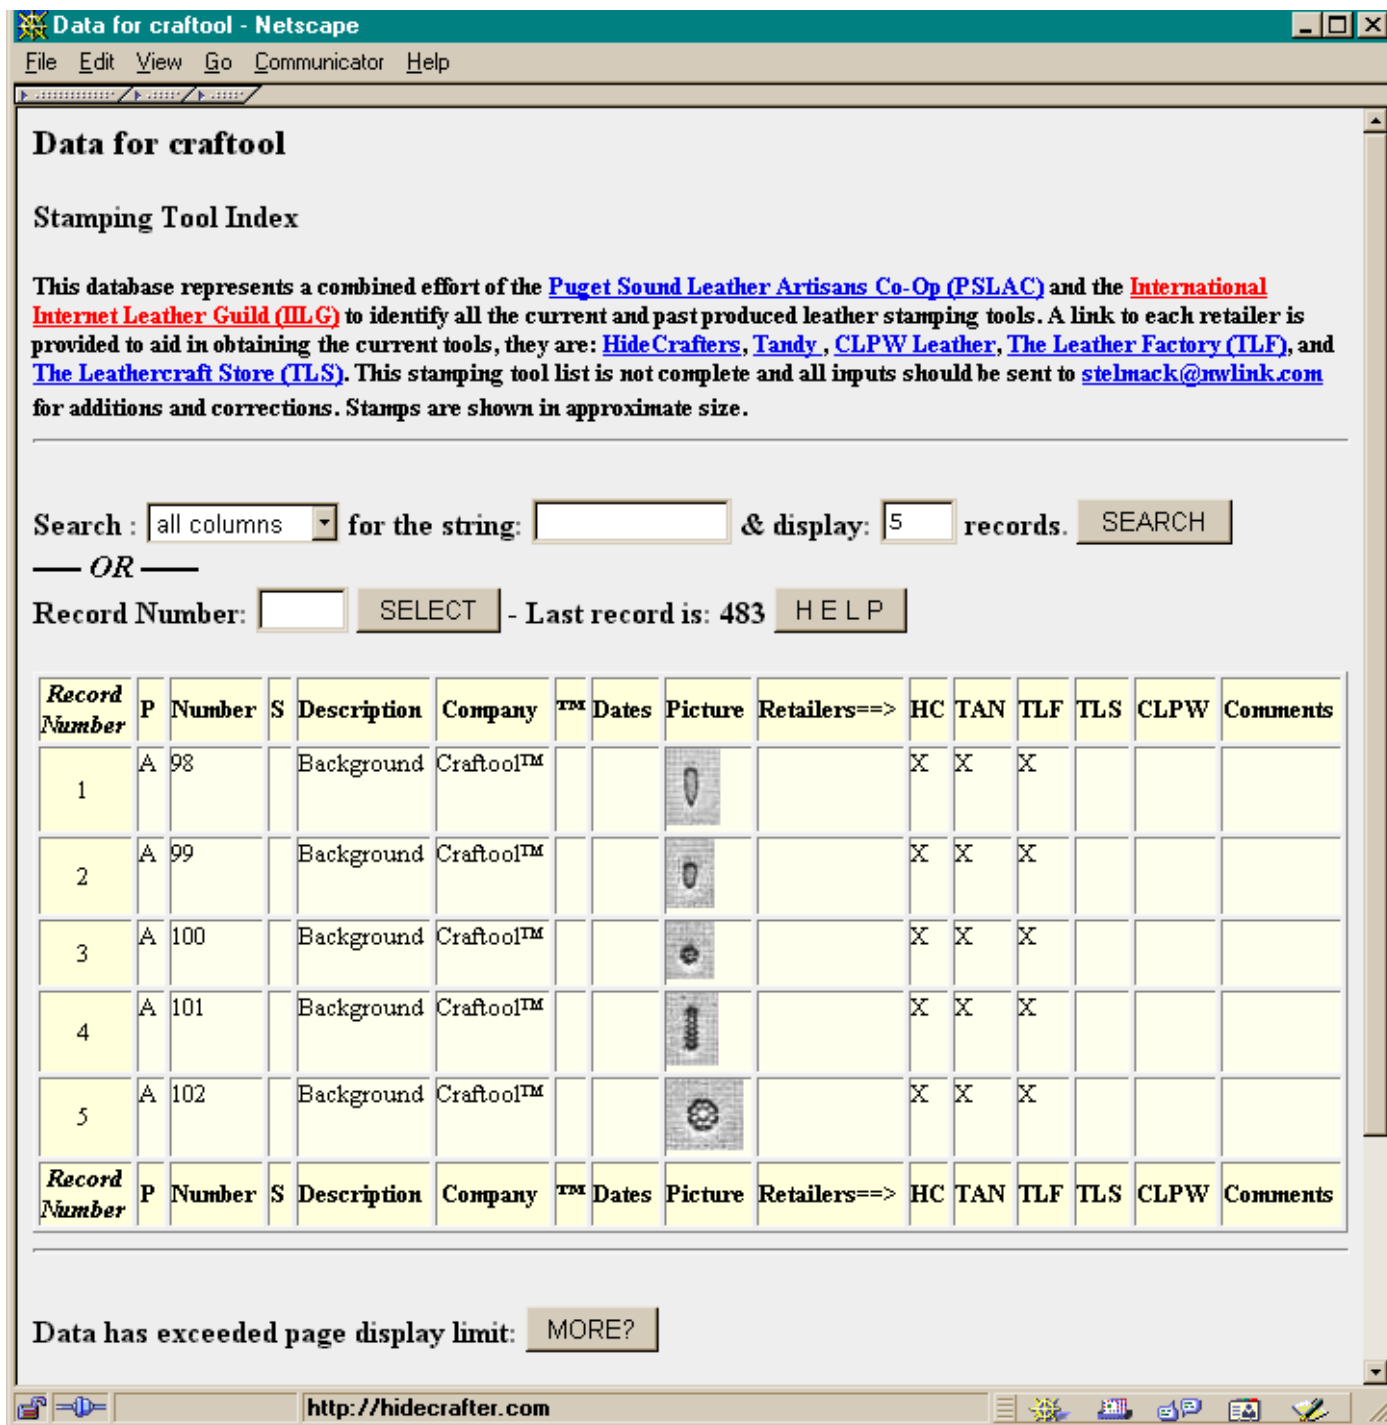 Data for craftool - Netscape
File Edit View Go Communicator Help
Data for craftool
Stamping Tool Index
This database represents a combined effort of the Puget Sound Leather Artisans Co-Op (PSLAC) and the International
Internet Leather Guild (IILG) to identify all the current and past produced leather stamping tools. A link to each retailer is
provided to aid in obtaining the current tools, they are: HideCrafters, Tandy , CLPW Leather, The Leather Factory (TLF), and
The Leathercraft Store (TLS). This stamping tool list is not complete and all inputs should be sent to stelmack@nwlink.com
for additions and corrections. Stamps are shown in approximate size.
Search : all columns for the string: & display: 5 records. SEARCH
── OR ──
Record Number: SELECT - Last record is: 483 H E L P
Record Number P Number S Description Company ™ Dates Picture Retailers==> HC TAN TLF TLS CLPW Comments
1 A 98 Background Craftool™ X X X
2 A 99 Background Craftool™ X X X
3 A 100 Background Craftool™ X X X
4 A 101 Background Craftool™ X X X
5 A 102 Background Craftool™ X X X
Record Number P Number S Description Company ™ Dates Picture Retailers==> HC TAN TLF TLS CLPW Comments
Data has exceeded page display limit: MORE?
http://hidecrafter.com